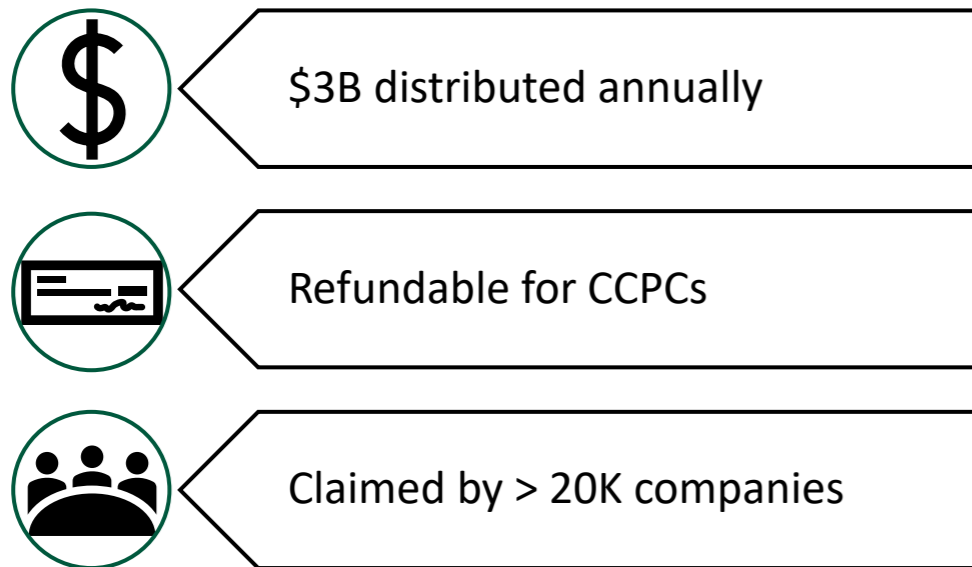 $3B distributed annually
Refundable for CCPCs
Claimed by > 20K companies